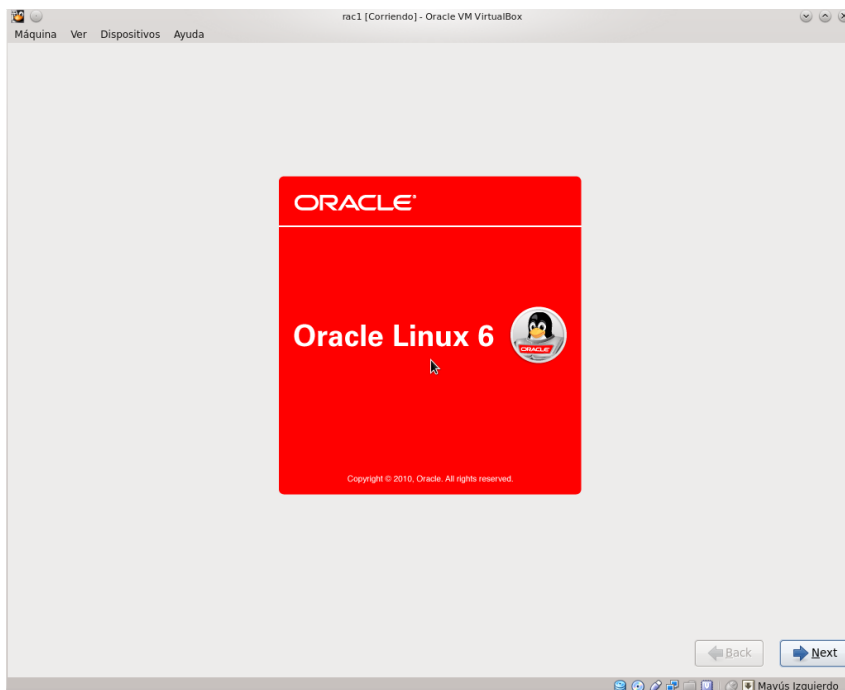 rac1 [Corriendo] - Oracle VM VirtualBox
Máquina Ver Dispositivos Ayuda
ORACLE®
Oracle Linux 6
ORACLE
Copyright © 2010, Oracle. All rights reserved.
Back Next
Mayús Izquierdo